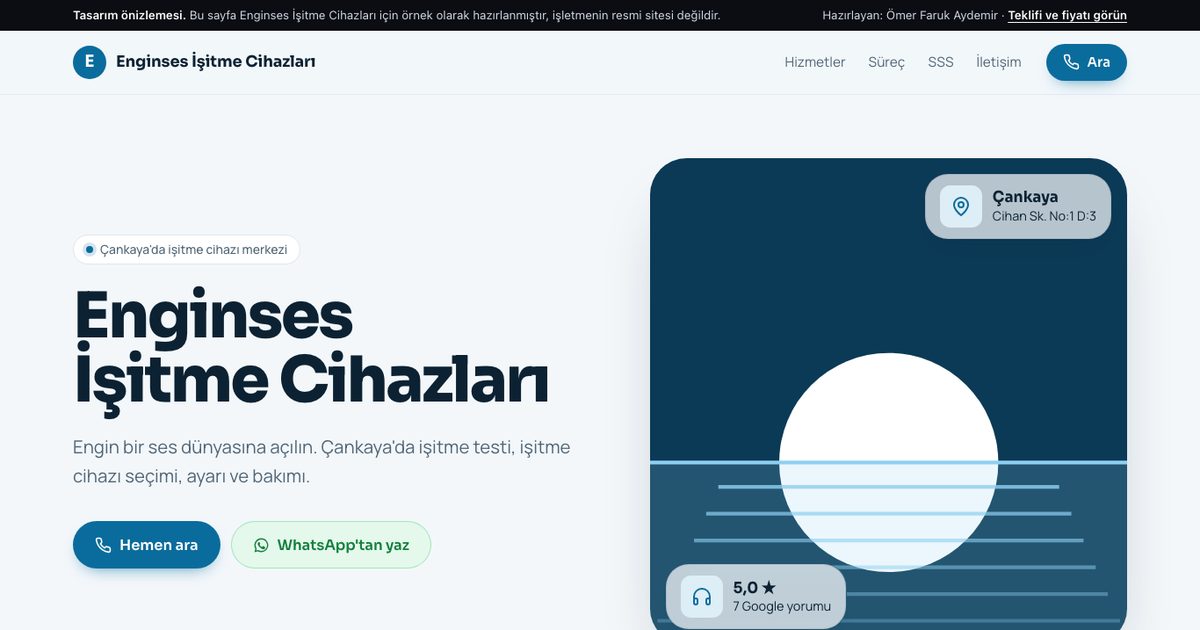 Tasarım önizlemesi. Bu sayfa Enginses İşitme Cihazları için örnek olarak hazırlanmıştır, işletmenin resmi sitesi değildir.
Hazırlayan: Ömer Faruk Aydemir · Teklifi ve fiyatı görün
E
Enginses İşitme Cihazları
Hizmetler
Süreç
SSS
İletişim
Ara
Çankaya'da işitme cihazı merkezi
Enginses
İşitme Cihazları
Engin bir ses dünyasına açılın. Çankaya'da işitme testi, işitme
cihazı seçimi, ayarı ve bakımı.
Hemen ara
WhatsApp'tan yaz
Çankaya
Cihan Sk. No:1 D:3
5,0 ★
7 Google yorumu